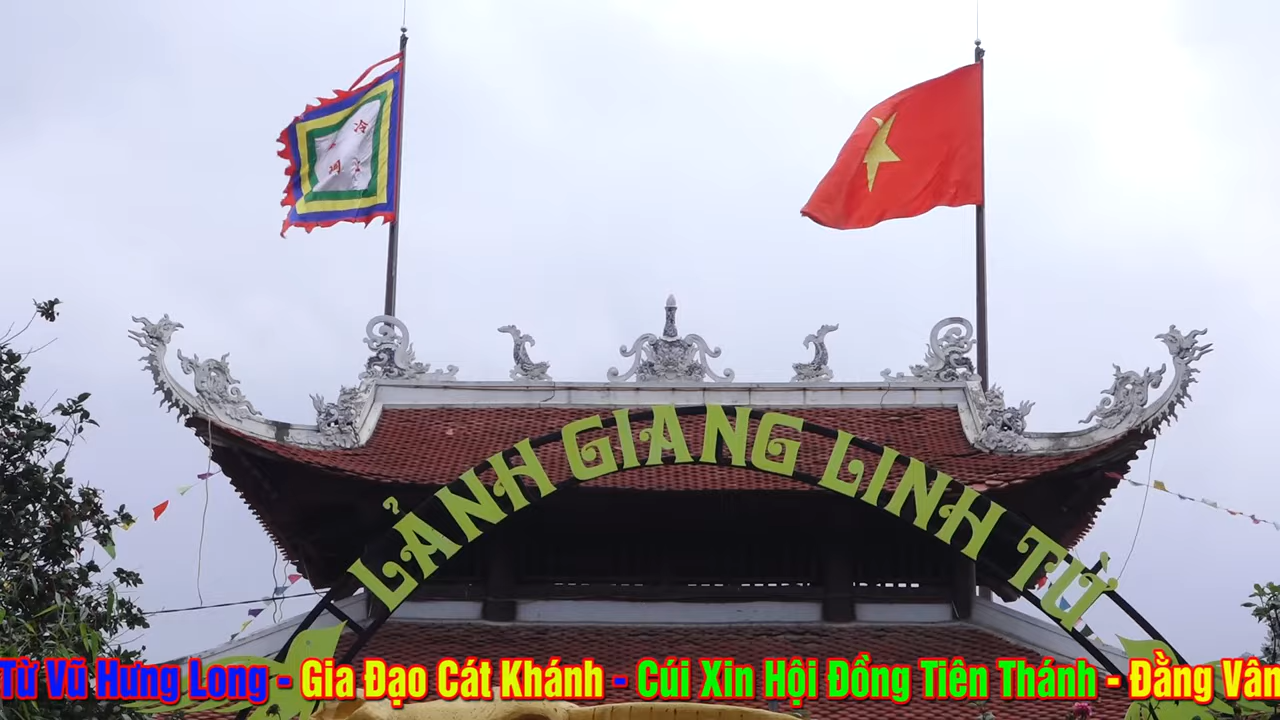 LẢNH GIANG LINH TỪ
Từ Vũ Hưng Long - Gia Đạo Cát Khánh - Cúi Xin Hội Đồng Tiên Thánh - Đằng Vân